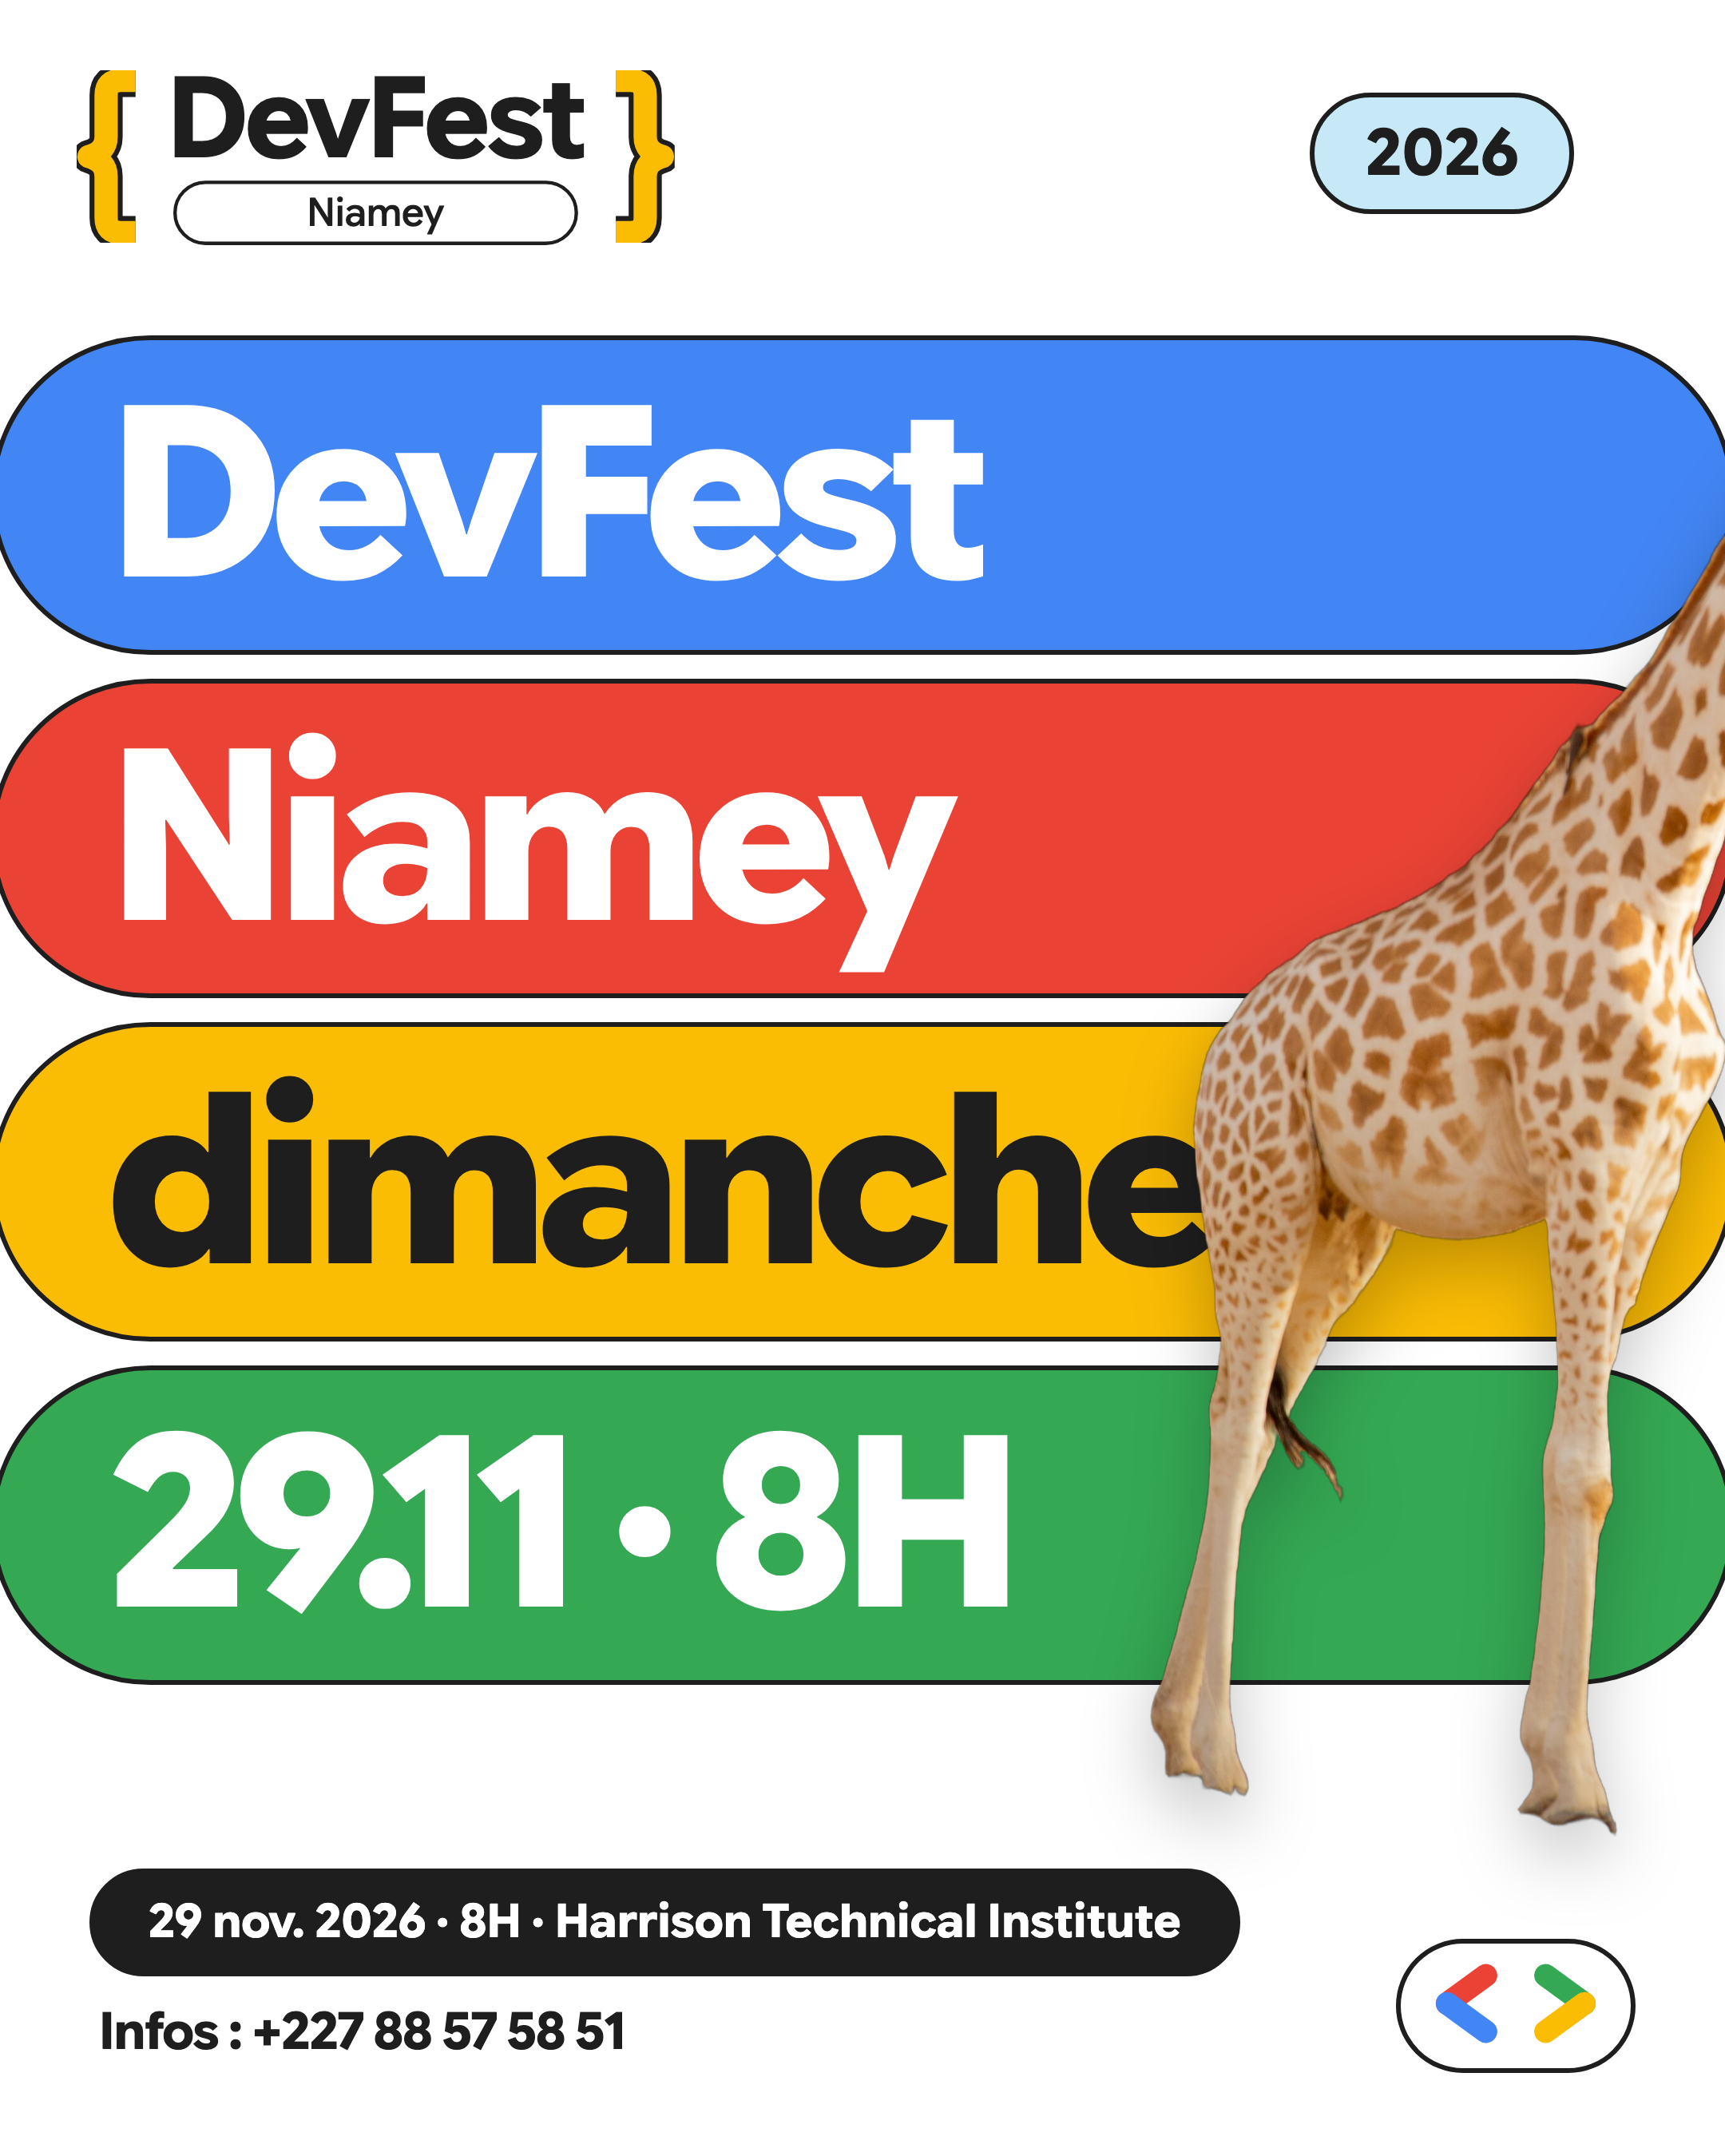 DevFest
Niamey
2026
DevFest
Niamey
dimanche
29.11 · 8H
29 nov. 2026 · 8H · Harrison Technical Institute
Infos : +227 88 57 58 51